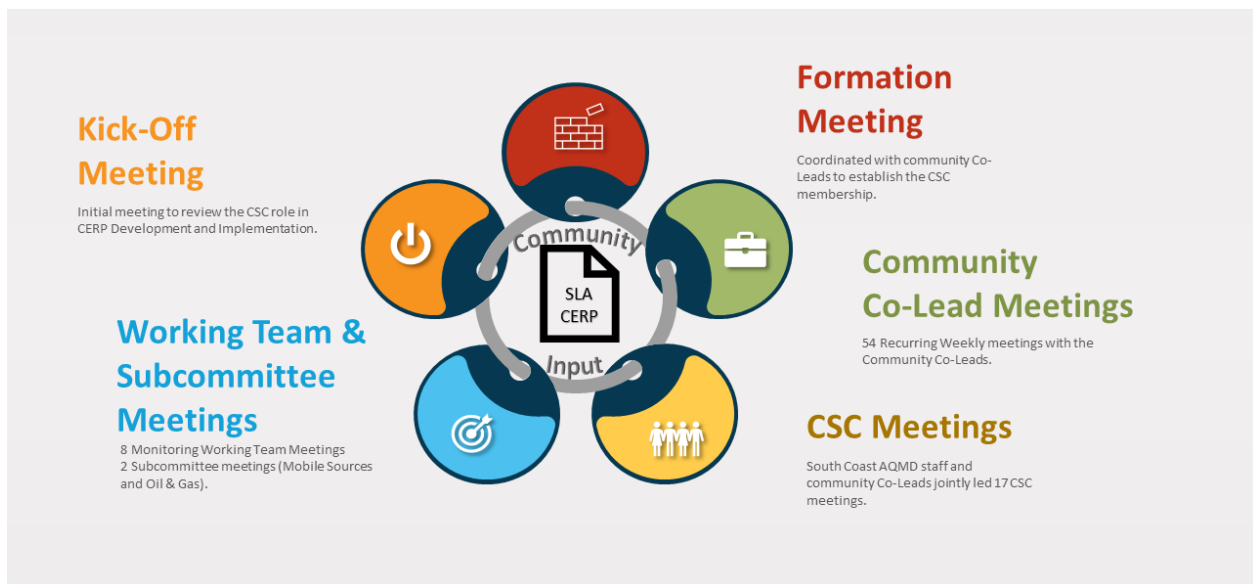 Kick-Off
Meeting
Initial meeting to review the CSC role in
CERP Development and Implementation.
Working Team &
Subcommittee
Meetings
8 Monitoring Working Team Meetings
2 Subcommittee meetings (Mobile Sources
and Oil & Gas).
Community
SLA
CERP
Input
Formation
Meeting
Coordinated with community Co-
Leads to establish the CSC
membership.
Community
Co-Lead Meetings
54 Recurring Weekly meetings with the
Community Co-Leads.
CSC Meetings
South Coast AQMD staff and
community Co-Leads jointly led 17 CSC
meetings.